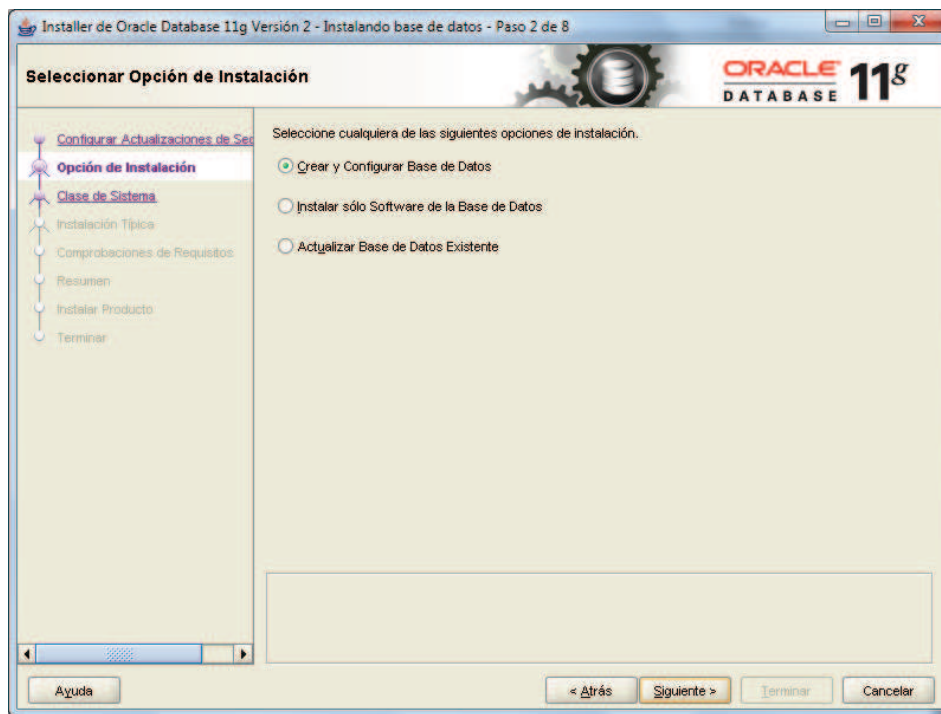 Installer de Oracle Database 11g Versión 2 - Instalando base de datos - Paso 2 de 8
Seleccionar Opción de Instalación
ORACLE
DATABASE
11g
Configurar Actualizaciones de Sec
Opción de Instalación
Clase de Sistema
Instalación Típica
Comprobaciones de Requisitos
Resumen
Instalar Producto
Terminar
Seleccione cualquiera de las siguientes opciones de instalación.
Crear y Configurar Base de Datos
Instalar sólo Software de la Base de Datos
Actualizar Base de Datos Existente
Ayuda
< Atrás
Siguiente >
Terminar
Cancelar